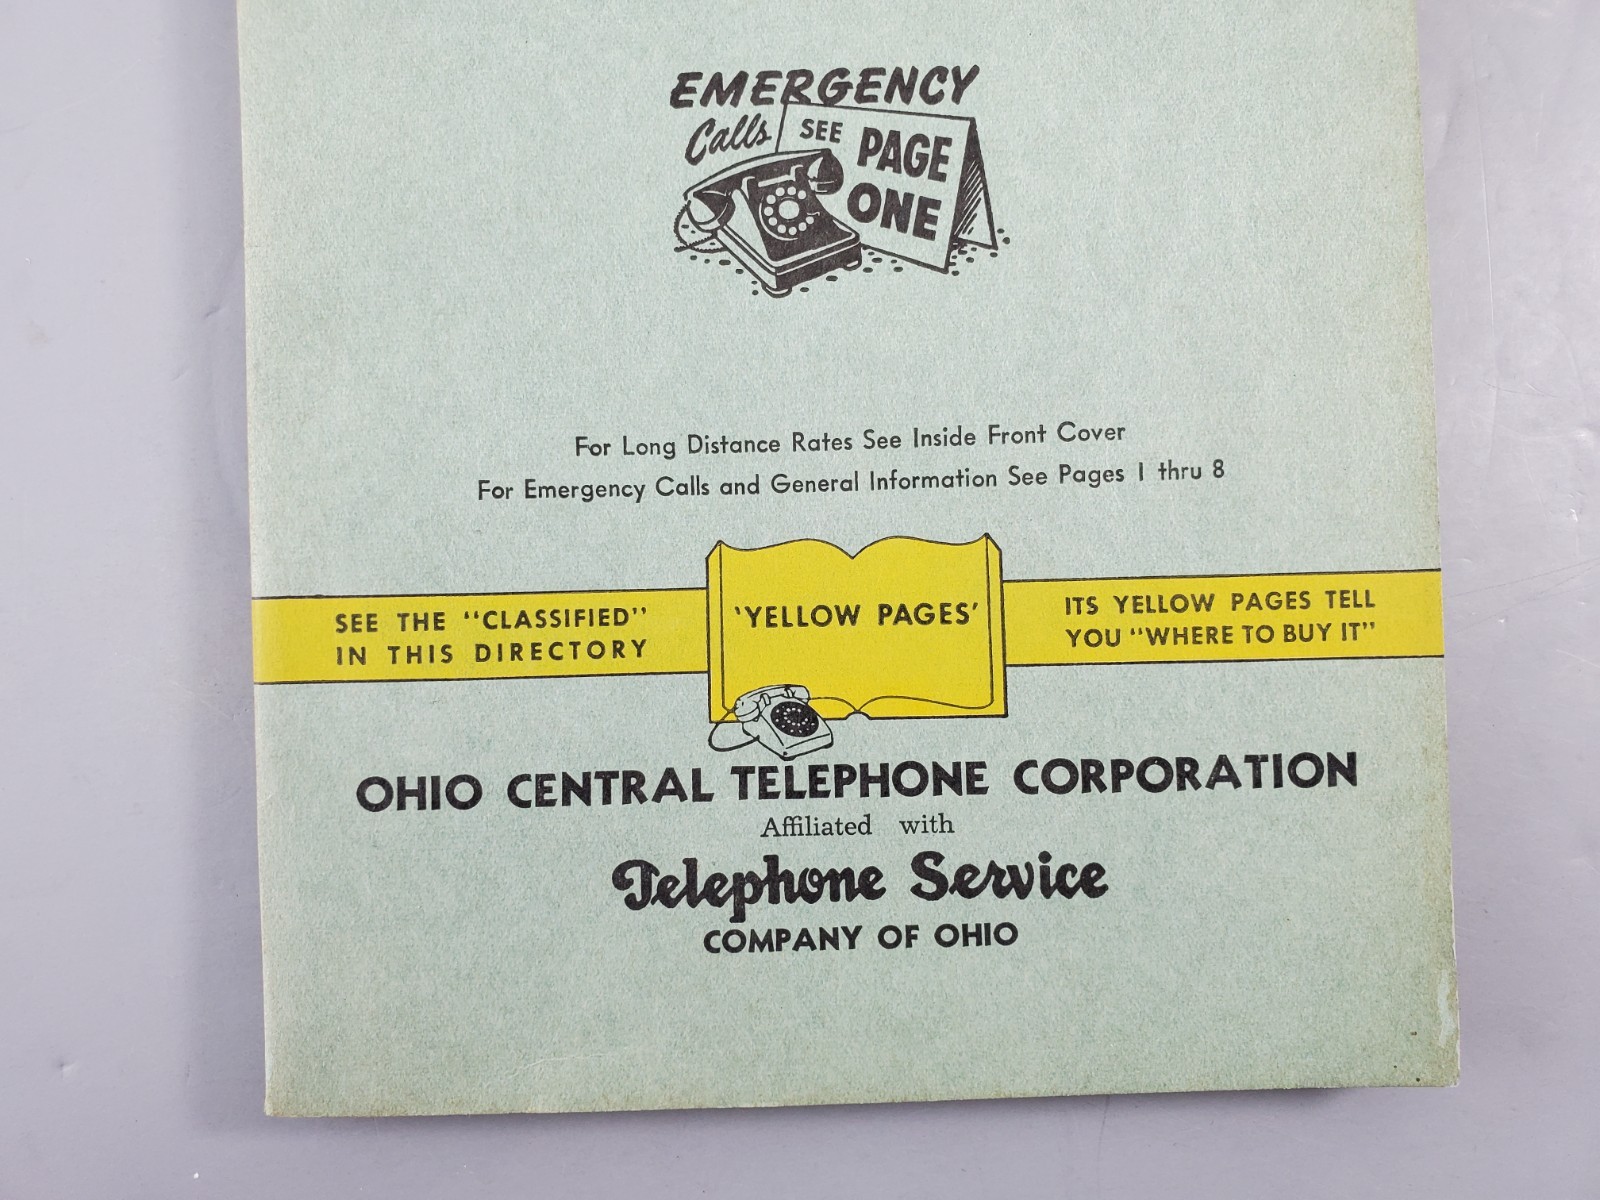 EMERGENCY
Calls SEE PAGE
ONE
For Long Distance Rates See Inside Front Cover
For Emergency Calls and General Information See Pages 1 thru 8
SEE THE "CLASSIFIED"
IN THIS DIRECTORY
'YELLOW PAGES'
ITS YELLOW PAGES TELL
YOU "WHERE TO BUY IT"
OHIO CENTRAL TELEPHONE CORPORATION
Affiliated with
Telephone Service
COMPANY OF OHIO